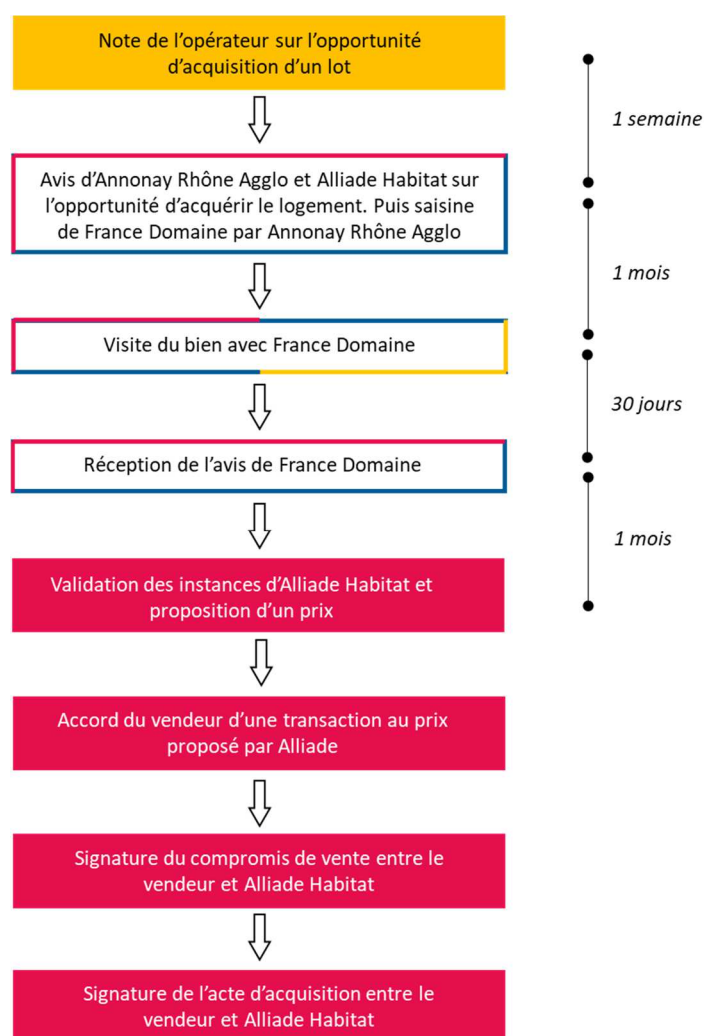 Note de l’opérateur sur l’opportunité
d’acquisition d’un lot
1 semaine
Avis d’Annonay Rhône Agglo et Alliade Habitat sur
l’opportunité d’acquérir le logement. Puis saisine
de France Domaine par Annonay Rhône Agglo
1 mois
Visite du bien avec France Domaine
30 jours
Réception de l’avis de France Domaine
1 mois
Validation des instances d’Alliade Habitat et
proposition d’un prix
Accord du vendeur d’une transaction au prix
proposé par Alliade
Signature du compromis de vente entre le
vendeur et Alliade Habitat
Signature de l’acte d’acquisition entre le
vendeur et Alliade Habitat